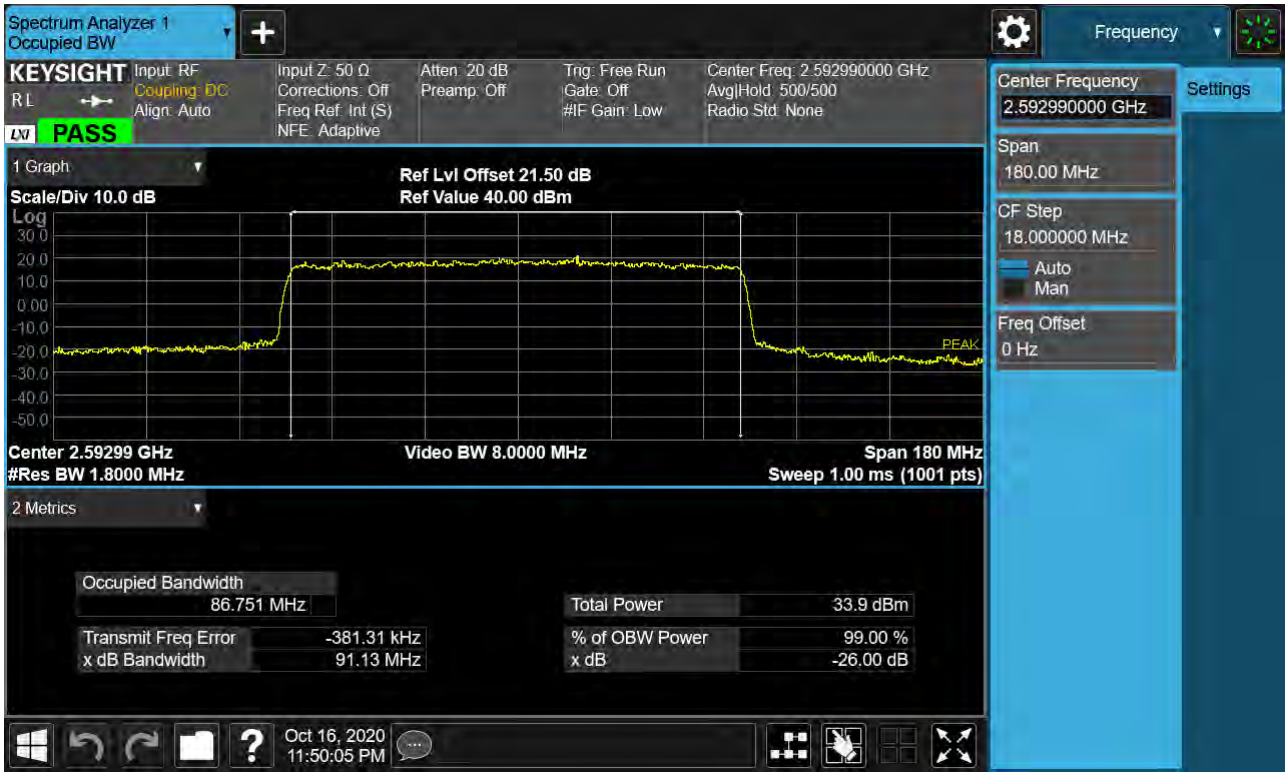 Spectrum Analyzer 1
Occupied BW
+
Frequency
KEYSIGHT
RL
LXI
PASS
Input: RF
Coupling: DC
Align: Auto
Input Z: 50 Ω
Corrections: Off
Freq Ref: Int (S)
NFE: Adaptive
Atten: 20 dB
Preamp: Off
Trig: Free Run
Gate: Off
#IF Gain: Low
Center Freq: 2.592990000 GHz
Avg|Hold: 500/500
Radio Std: None
Center Frequency
2.592990000 GHz
Settings
Span
180.00 MHz
CF Step
18.000000 MHz
Auto
Man
Freq Offset
0 Hz
1 Graph
Scale/Div 10.0 dB
Ref Lvl Offset 21.50 dB
Ref Value 40.00 dBm
Log
30.0
20.0
10.0
0.00
-10.0
-20.0
-30.0
-40.0
-50.0
PEAK
Center 2.59299 GHz
#Res BW 1.8000 MHz
Video BW 8.0000 MHz
Span 180 MHz
Sweep 1.00 ms (1001 pts)
2 Metrics
Occupied Bandwidth
86.751 MHz
Transmit Freq Error -381.31 kHz
x dB Bandwidth 91.13 MHz
Total Power 33.9 dBm
% of OBW Power 99.00 %
x dB -26.00 dB
?
Oct 16, 2020
11:50:05 PM